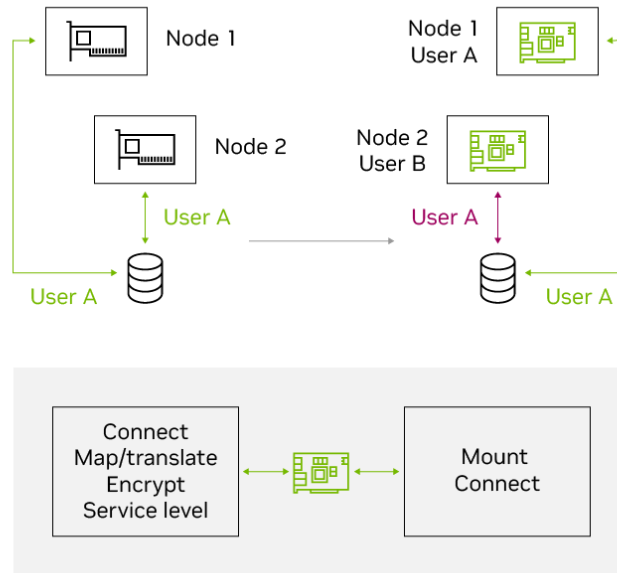 Node 1
Node 1
User A
Node 2
Node 2
User B
User A
User A
User A
User A
Connect
Map/translate
Encrypt
Service level
Mount
Connect